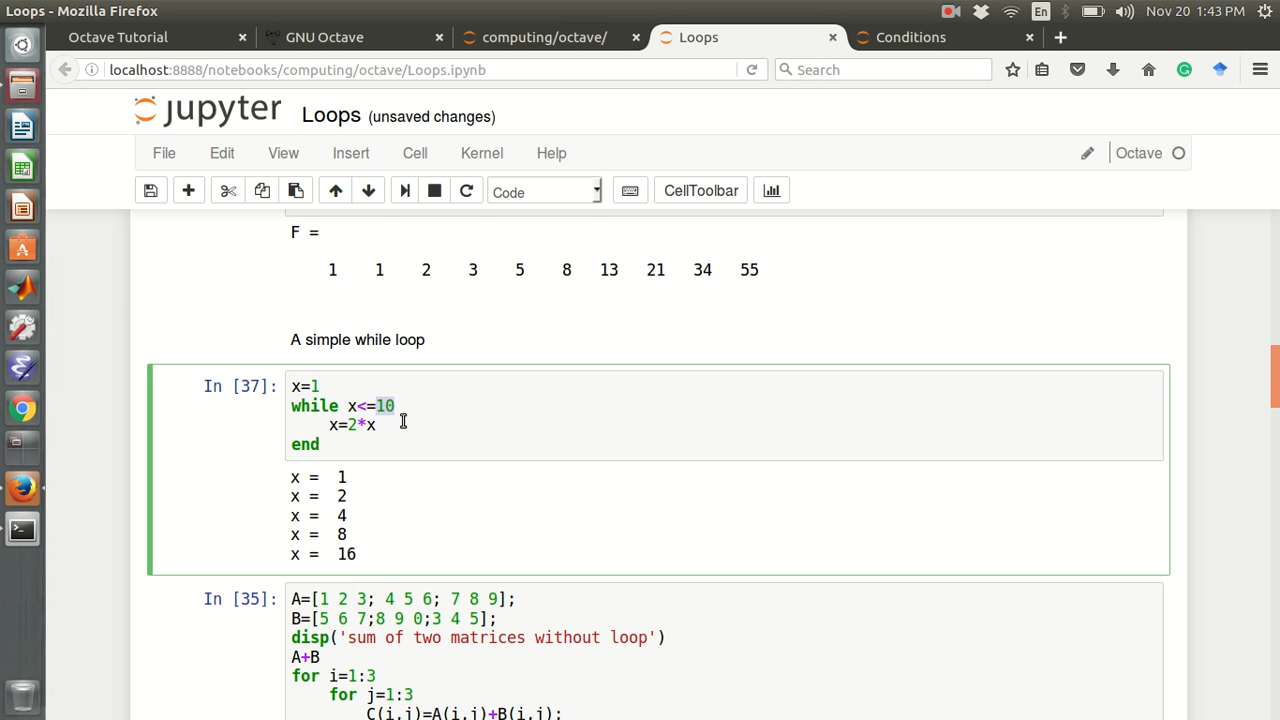 Loops - Mozilla Firefox
En
Nov 20 1:43 PM
Octave Tutorial
GNU Octave
computing/octave/
Loops
Conditions
localhost:8888/notebooks/computing/octave/Loops.ipynb
Search
jupyter
Loops (unsaved changes)
File Edit View Insert Cell Kernel Help
Octave
Code
CellToolbar
F =
1 1 2 3 5 8 13 21 34 55
A simple while loop
In [37]: x=1
while x<=10
x=2*x
end
x = 1
x = 2
x = 4
x = 8
x = 16
In [35]: A=[1 2 3; 4 5 6; 7 8 9];
B=[5 6 7;8 9 0;3 4 5];
disp('sum of two matrices without loop')
A+B
for i=1:3
for j=1:3
C(i,j)=A(i,j)+B(i,j);